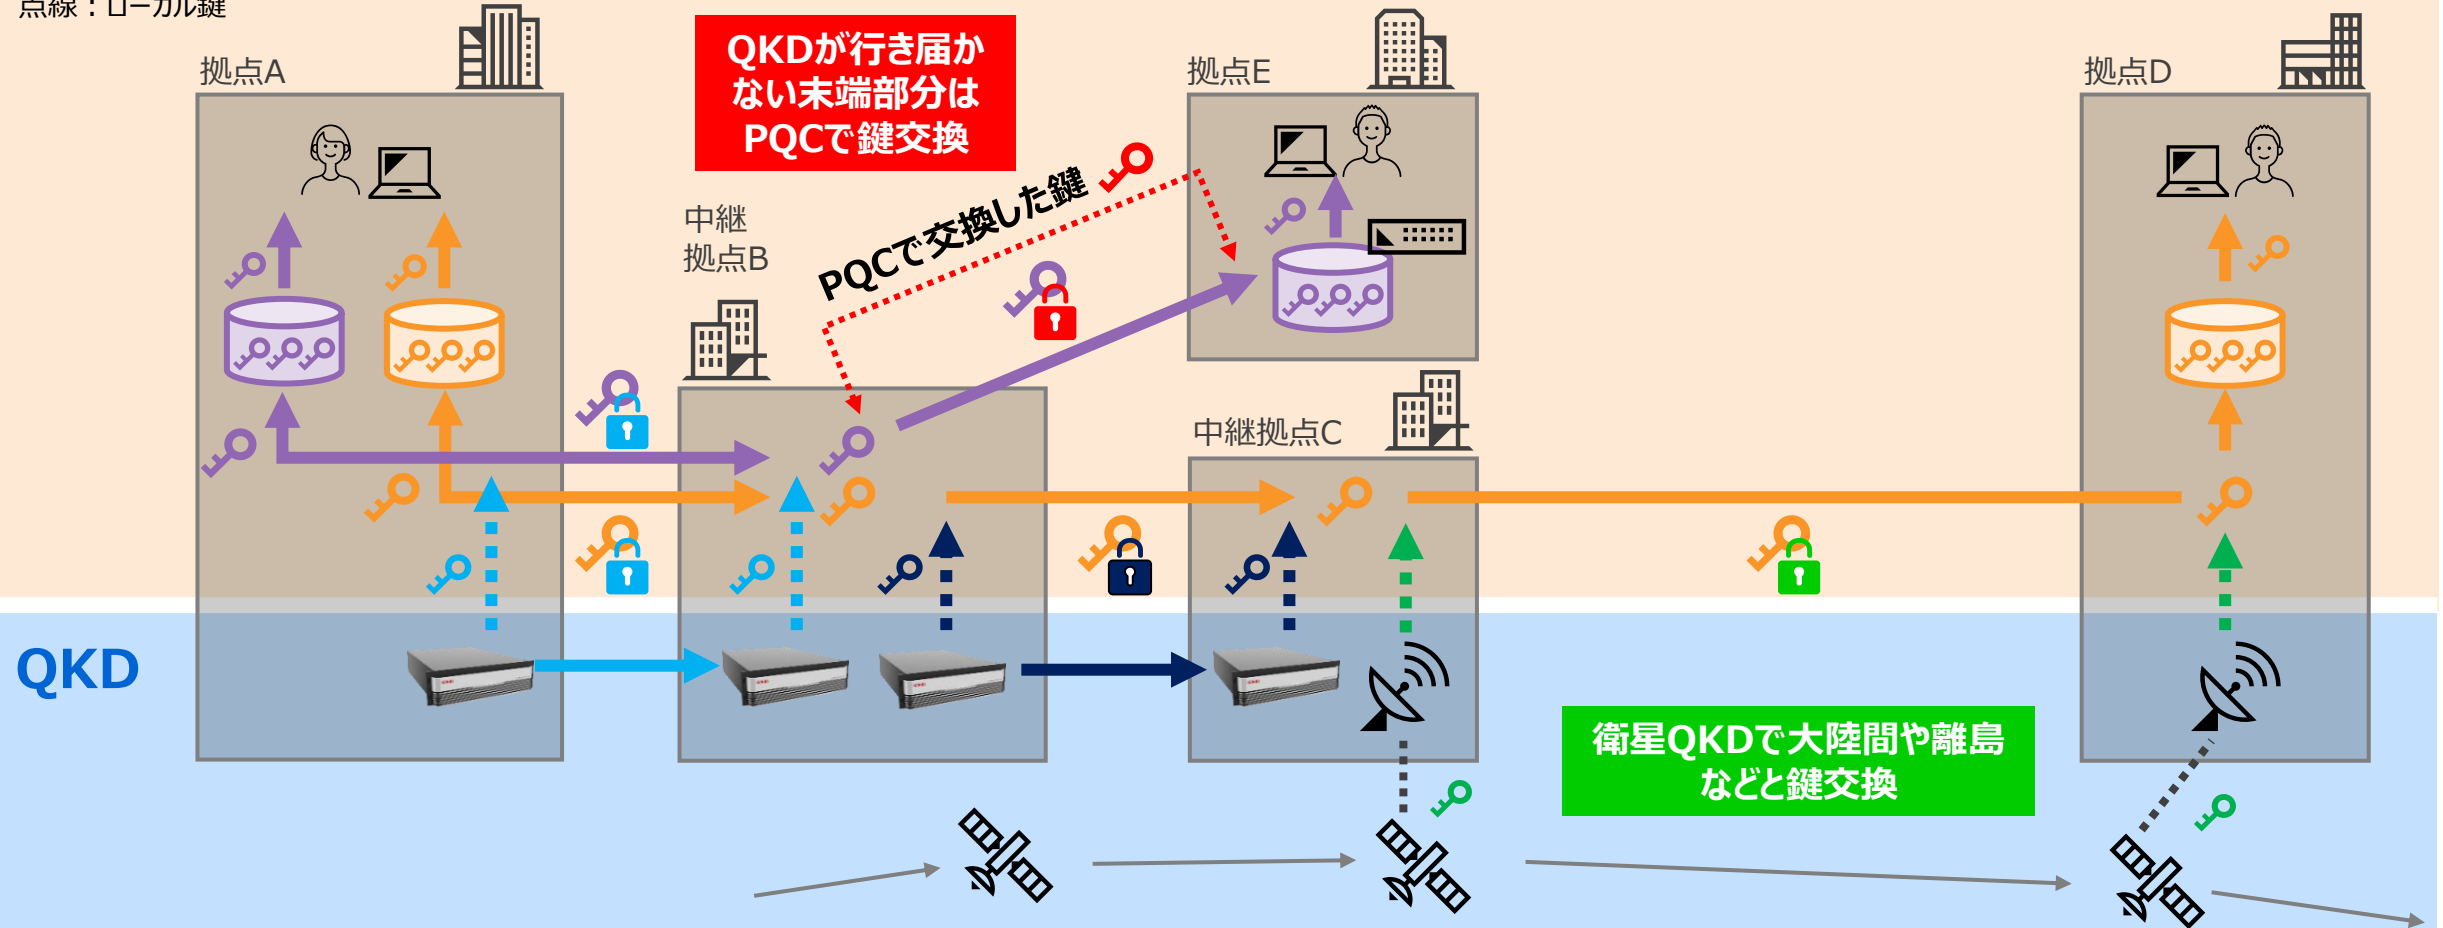 点線：ローカル鍵
拠点A
QKDが行き届か
ない末端部分は
PQCで鍵交換
拠点E
拠点D
PQCで交換した鍵
中継
拠点B
中継拠点C
QKD
衛星QKDで大陸間や離島
などと鍵交換